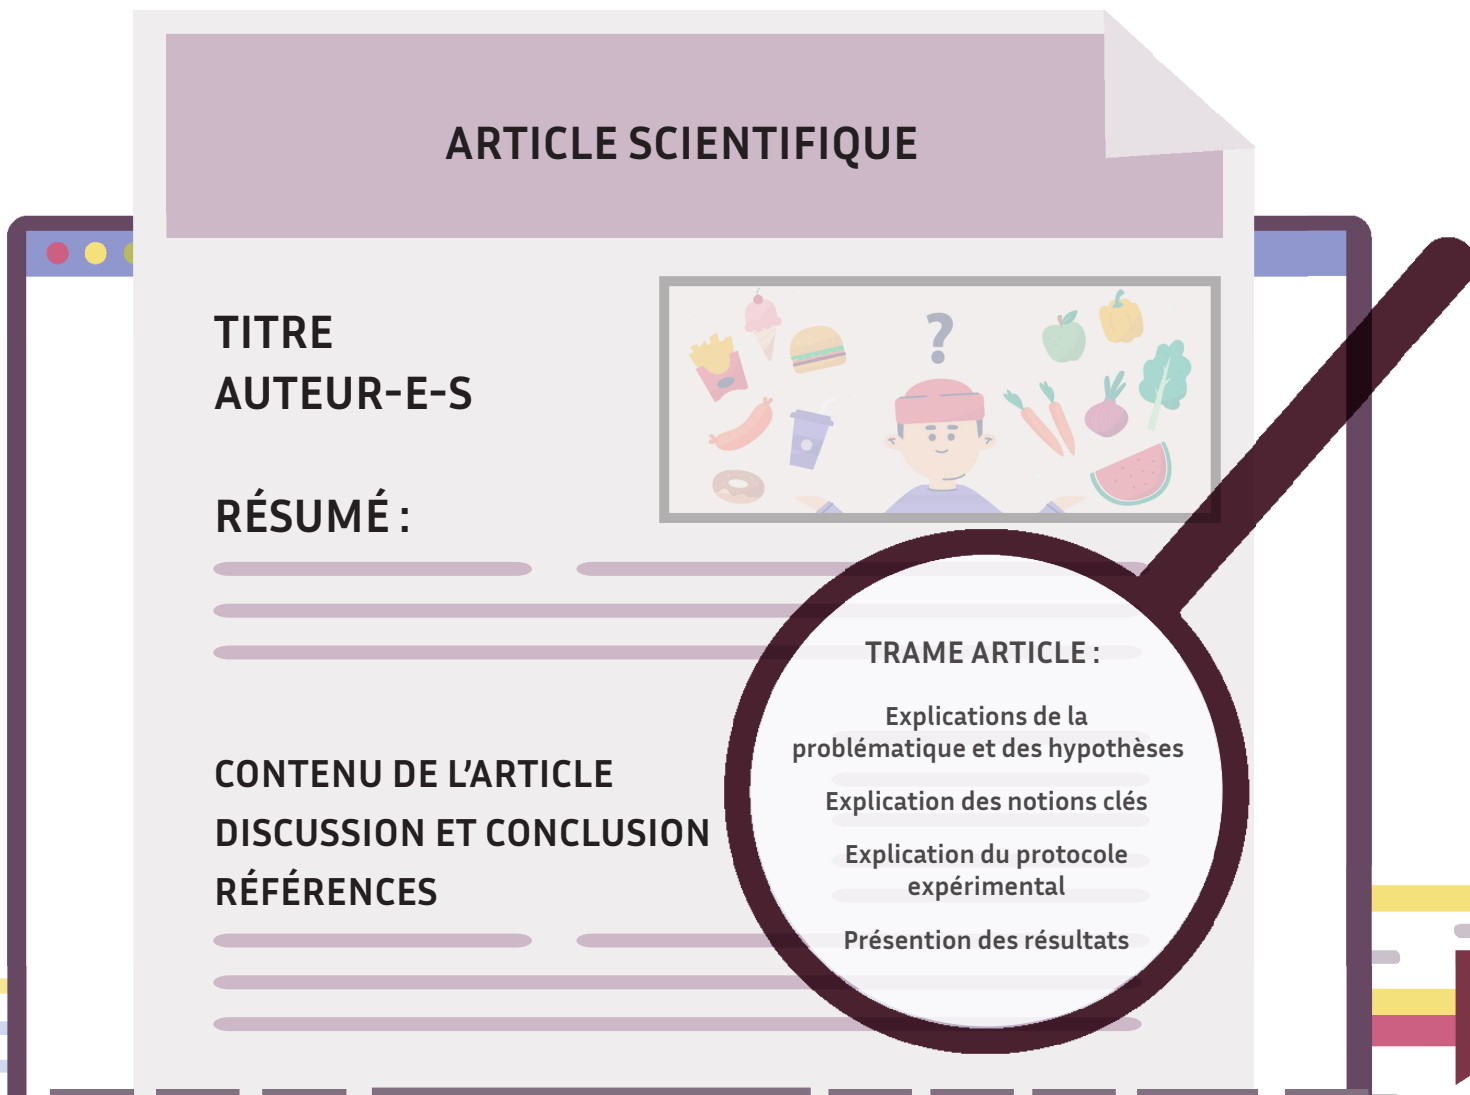 ARTICLE SCIENTIFIQUE
TITRE
AUTEUR-E-S
?
RÉSUMÉ :
TRAME ARTICLE :
Explications de la
problématique et des hypothèses
Explication des notions clés
Explication du protocole
expérimental
Présention des résultats
CONTENU DE L'ARTICLE
DISCUSSION ET CONCLUSION
RÉFÉRENCES